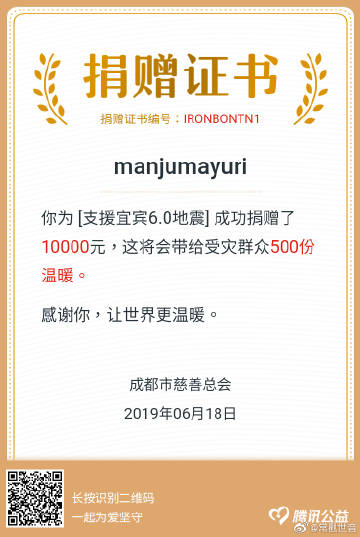 捐赠证书
捐赠证书编号：IRONBONTN1
manjumayuri
你为 [支援宜宾6.0地震] 成功捐赠了
10000元，这将会带给受灾群众500份
温暖。
感谢你，让世界更温暖。
成都市慈善总会
2019年06月18日
长按识别二维码
一起为爱坚守
腾讯公益